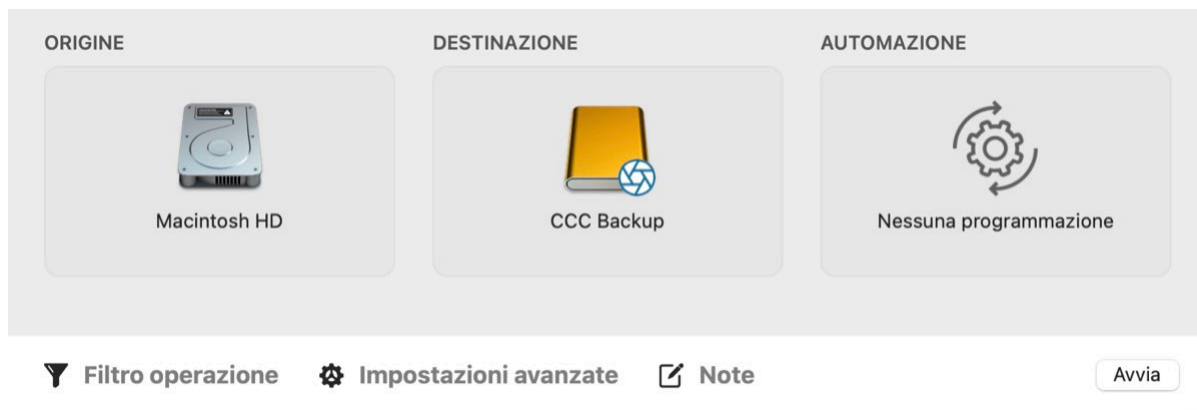 ORIGINE
DESTINAZIONE
AUTOMAZIONE
Macintosh HD
CCC Backup
Nessuna programmazione
Filtro operazione
Impostazioni avanzate
Note
Avvia